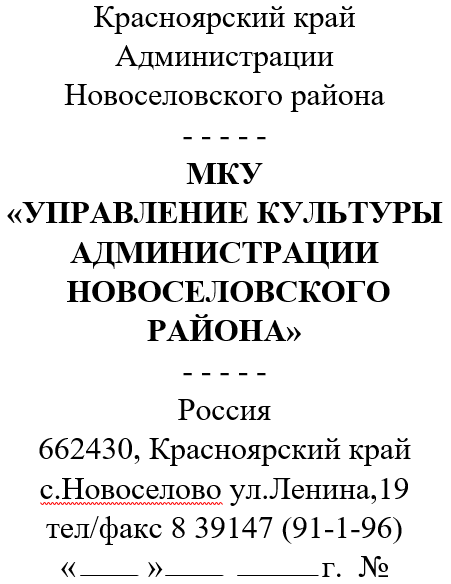 Красноярский край
Администрации
Новоселовского района
- - - - -
МКУ
«УПРАВЛЕНИЕ КУЛЬТУРЫ
АДМИНИСТРАЦИИ
НОВОСЕЛОВСКОГО
РАЙОНА»
- - - - -
Россия
662430, Красноярский край
с.Новоселово ул.Ленина,19
тел/факс 8 39147 (91-1-96)
«____ »____ ______г. №